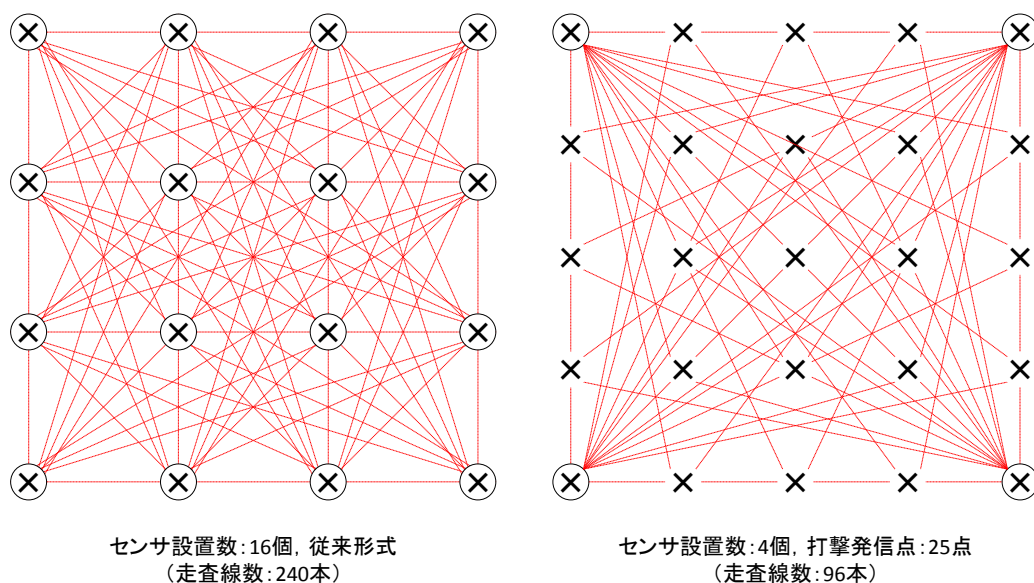 センサ設置数：16個，従来形式
（走査線数：240本）
センサ設置数：4個，打撃発信点：25点
（走査線数：96本）